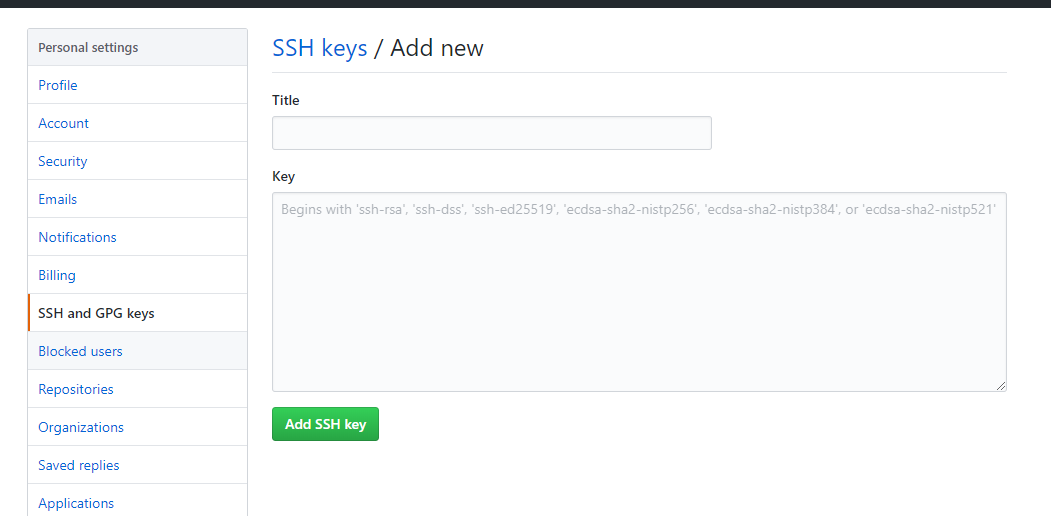 Personal settings
Profile
Account
Security
Emails
Notifications
Billing
SSH and GPG keys
Blocked users
Repositories
Organizations
Saved replies
Applications
SSH keys / Add new
Title
Key
Begins with 'ssh-rsa', 'ssh-dss', 'ssh-ed25519', 'ecdsa-sha2-nistp256', 'ecdsa-sha2-nistp384', or 'ecdsa-sha2-nistp521'
Add SSH key